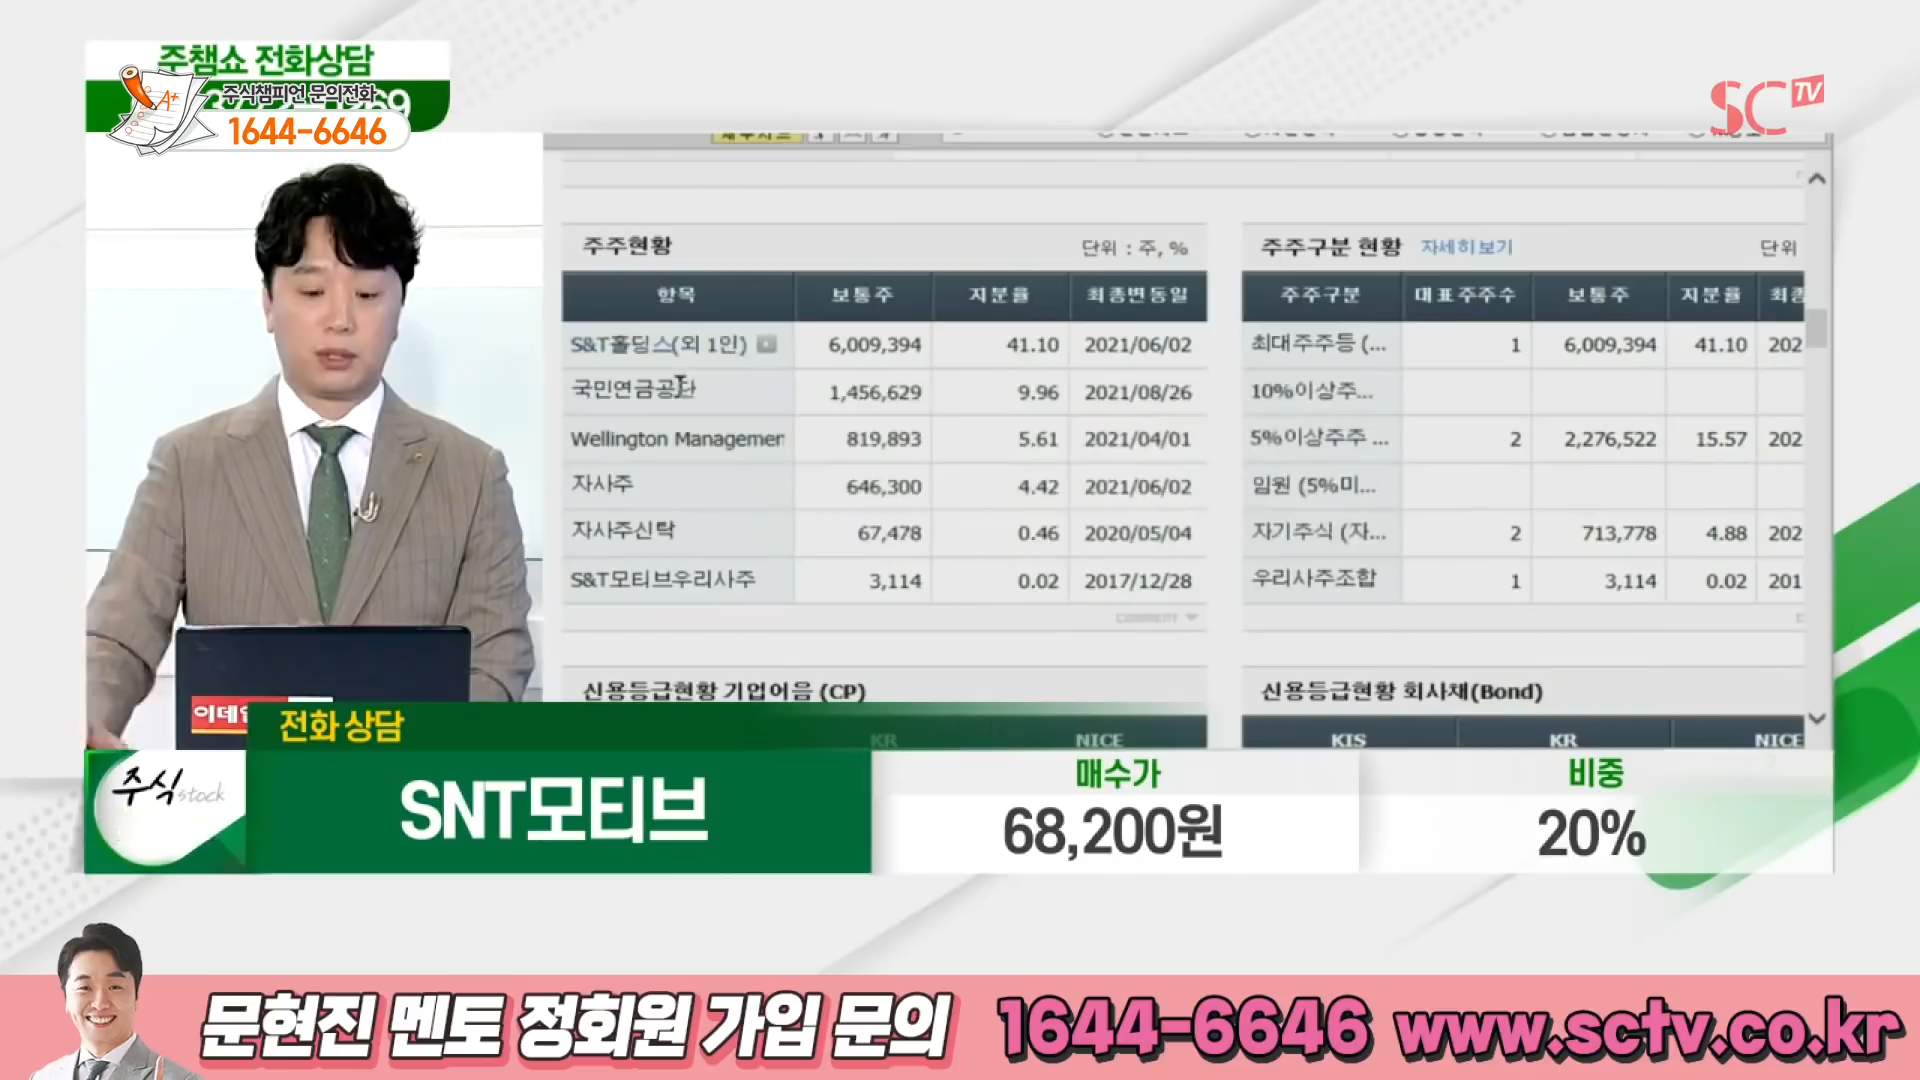 주챔쇼 전화상담
주식챔피언 문의전화
1644-6646
A+
SC TV
주주현황
단위 : 주, %
항목 보통주 지분율 최종변동일
S&T홀딩스(외 1인) 6,009,394 41.10 2021/06/02
국민연금공단 1,456,629 9.96 2021/08/26
Wellington Managemen 819,893 5.61 2021/04/01
자사주 646,300 4.42 2021/06/02
자사주신탁 67,478 0.46 2020/05/04
S&T모티브우리사주 3,114 0.02 2017/12/28
COMMENT
주주구분 현황 자세히보기
단위
주주구분 대표주주수 보통주 지분율 최종
최대주주등 (... 1 6,009,394 41.10 202
10%이상주...
5%이상주주 ... 2 2,276,522 15.57 202
임원 (5%미...
자기주식 (자... 2 713,778 4.88 202
우리사주조합 1 3,114 0.02 201
신용등급현황 기업어음 (CP)
KR NICE
신용등급현황 회사채(Bond)
KIS KR NICE
이데일
전화 상담
주식 stock
SNT모티브
매수가
68,200원
비중
20%
문현진 멘토 정회원 가입 문의 1644-6646 www.sctv.co.kr